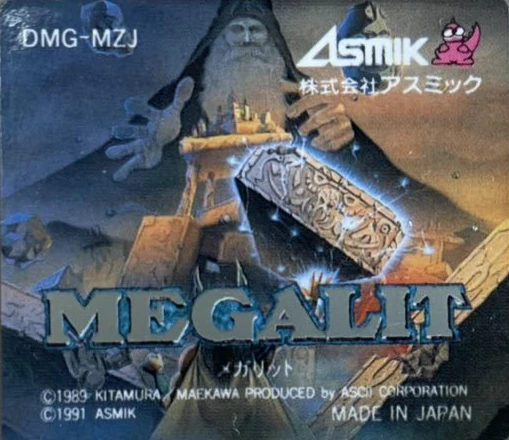 DMG-MZJ
ASMIK
株式会社アスミック
MEGALIT
メガリット
©1989 KITAMURA / MAEKAWA PRODUCED by ASCII CORPORATION
©1991 ASMIK
MADE IN JAPAN